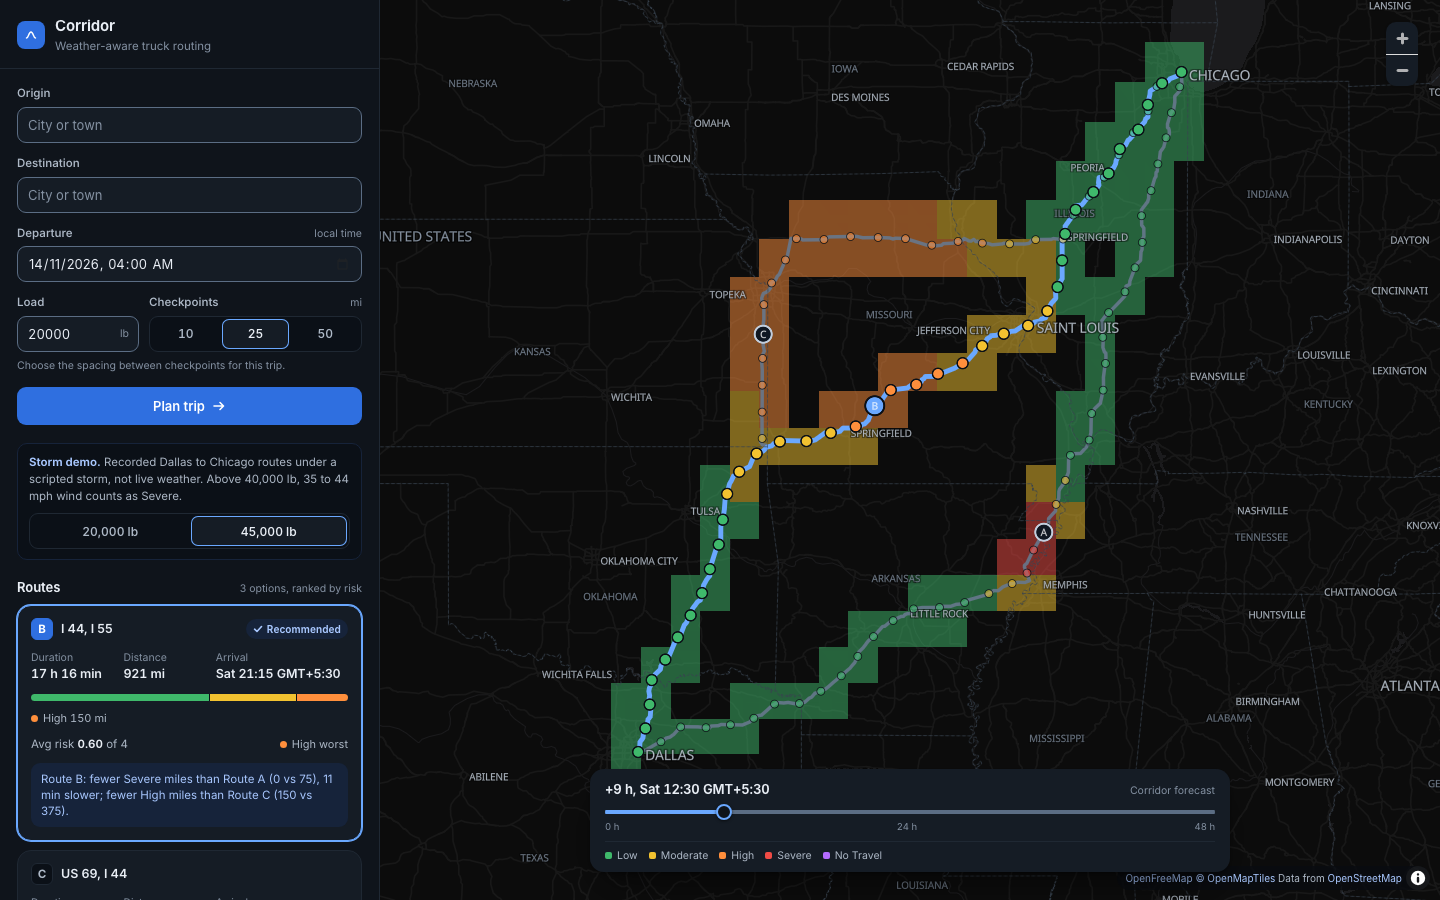 Corridor
Weather-aware truck routing
Origin
City or town
Destination
City or town
Departure
local time
14/11/2026, 04:00 AM
Load
Checkpoints
mi
20000
lb
10
25
50
Choose the spacing between checkpoints for this trip.
Plan trip →
Storm demo. Recorded Dallas to Chicago routes under a
scripted storm, not live weather. Above 40,000 lb, 35 to 44
mph wind counts as Severe.
20,000 lb
45,000 lb
Routes
3 options, ranked by risk
B
I 44, I 55
✓ Recommended
Duration
Distance
Arrival
17 h 16 min
921 mi
Sat 21:15 GMT+5:30
High 150 mi
Avg risk 0.60 of 4
High worst
Route B: fewer Severe miles than Route A (0 vs 75), 11
min slower; fewer High miles than Route C (150 vs
375).
C
US 69, I 44
LANSING
+
−
CHICAGO
IOWA
CEDAR RAPIDS
NEBRASKA
DES MOINES
OMAHA
LINCOLN
PEORIA
INDIANA
ILLINOIS
UNITED STATES
SPRINGFIELD
INDIANAPOLIS
DAYTON
TOPEKA
CINCINNATI
MISSOURI
JEFFERSON CITY
SAINT LOUIS
C
KANSAS
LOUISVILLE
EVANSVILLE
LEXINGTON
WICHITA
B
KENTUCKY
SPRINGFIELD
TULSA
NASHVILLE
A
TENNESSEE
OKLAHOMA CITY
ARKANSAS
MEMPHIS
OKLAHOMA
CHATTANOOGA
LITTLE ROCK
HUNTSVILLE
WICHITA FALLS
ATLANTA
BIRMINGHAM
ALABAMA
MISSISSIPPI
DALLAS
ABILENE
MONTGOMERY
+9 h, Sat 12:30 GMT+5:30
Corridor forecast
0 h
24 h
48 h
Low
Moderate
High
Severe
No Travel
TEXAS
LOUISIANA
OpenFreeMap © OpenMapTiles Data from OpenStreetMap